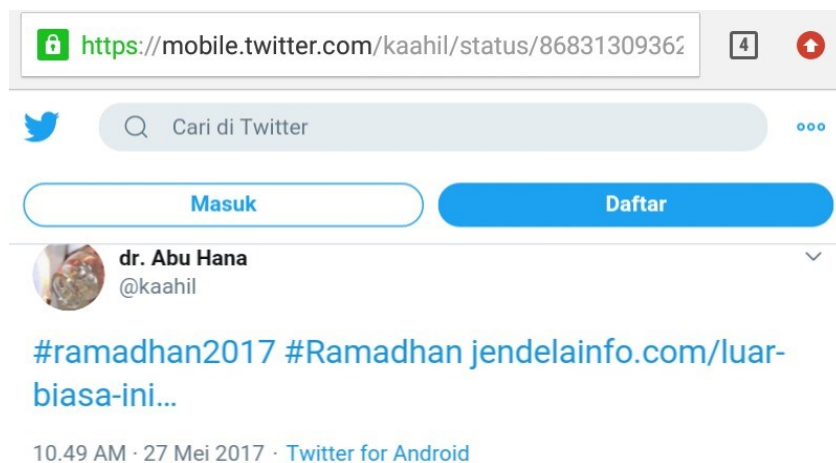 https://mobile.twitter.com/kaahil/status/86831309362
4
Cari di Twitter
Masuk
Daftar
dr. Abu Hana
@kaahil
#ramadhan2017 #Ramadhan jendelainfo.com/luar-
biasa-ini…
10.49 AM · 27 Mei 2017 · Twitter for Android